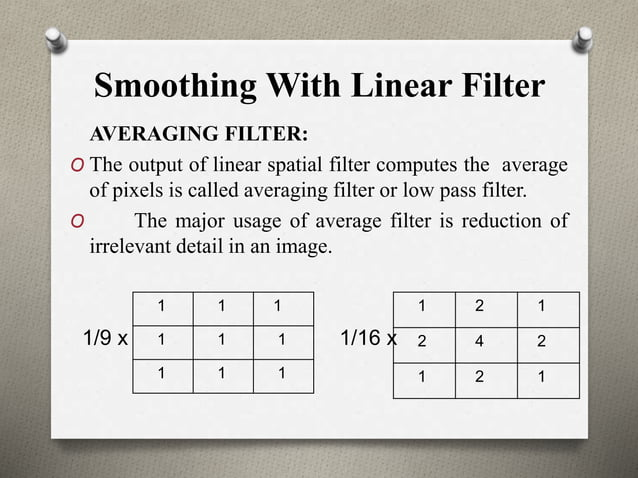 Smoothing With Linear Filter
AVERAGING FILTER:
O The output of linear spatial filter computes the average
of pixels is called averaging filter or low pass filter.
O The major usage of average filter is reduction of
irrelevant detail in an image.
1/9 x
1 1 1
1 1 1
1 1 1
1/16 x
1 2 1
2 4 2
1 2 1